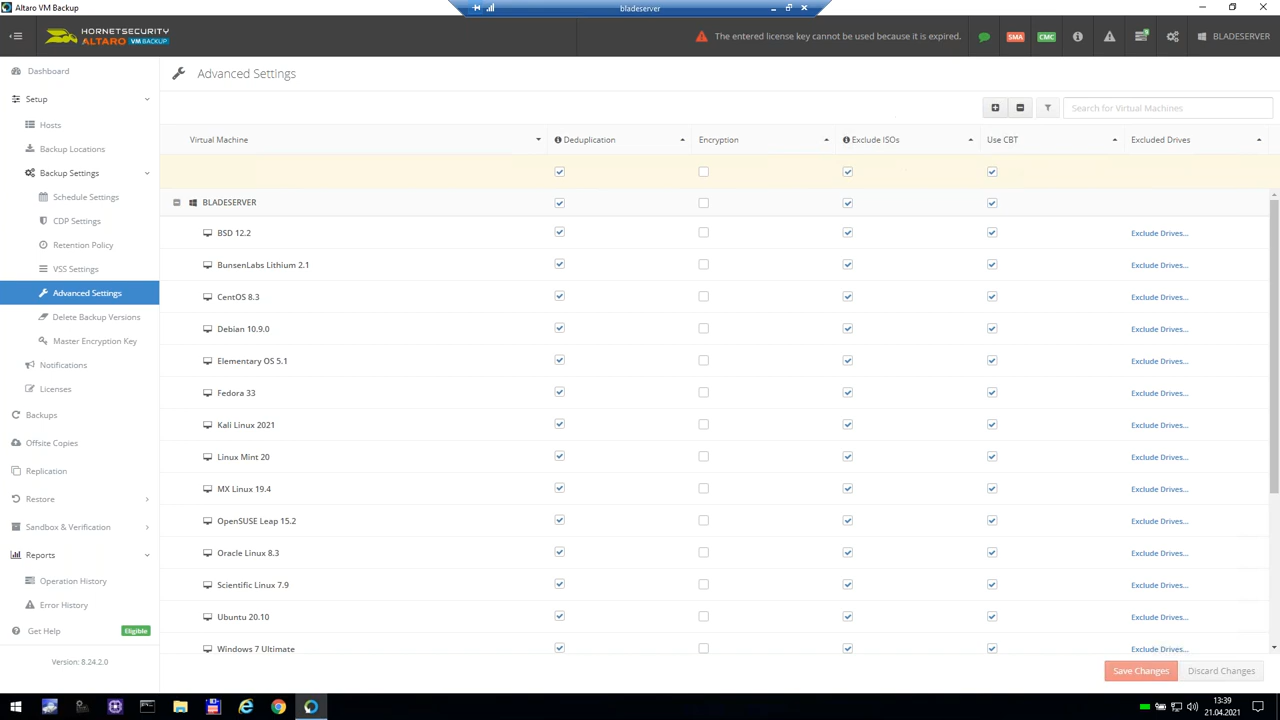 Altaro VM Backup
bladeserver
HORNETSECURITY
ALTARO VM BACKUP
The entered license key cannot be used because it is expired.
SMA
CMC
BLADESERVER
Dashboard
Setup
Hosts
Backup Locations
Backup Settings
Schedule Settings
CDP Settings
Retention Policy
VSS Settings
Advanced Settings
Delete Backup Versions
Master Encryption Key
Notifications
Licenses
Backups
Offsite Copies
Replication
Restore
Sandbox & Verification
Reports
Operation History
Error History
Get Help
Eligible
Version: 8.24.2.0
Advanced Settings
Search for Virtual Machines
Virtual Machine Deduplication Encryption Exclude ISOs Use CBT Excluded Drives
BLADESERVER
BSD 12.2 Exclude Drives...
BunsenLabs Lithium 2.1 Exclude Drives...
CentOS 8.3 Exclude Drives...
Debian 10.9.0 Exclude Drives...
Elementary OS 5.1 Exclude Drives...
Fedora 33 Exclude Drives...
Kali Linux 2021 Exclude Drives...
Linux Mint 20 Exclude Drives...
MX Linux 19.4 Exclude Drives...
OpenSUSE Leap 15.2 Exclude Drives...
Oracle Linux 8.3 Exclude Drives...
Scientific Linux 7.9 Exclude Drives...
Ubuntu 20.10 Exclude Drives...
Windows 7 Ultimate Exclude Drives...
Save Changes Discard Changes
13:39
21.04.2021